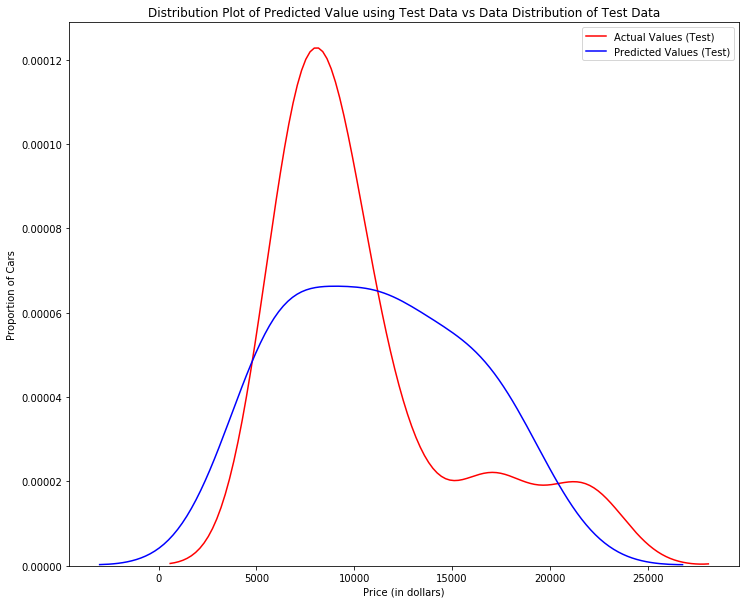 Distribution Plot of Predicted Value using Test Data vs Data Distribution of Test Data
Actual Values (Test)
Predicted Values (Test)
Proportion of Cars
0.00012
0.00010
0.00008
0.00006
0.00004
0.00002
0.00000
0 5000 10000 15000 20000 25000
Price (in dollars)